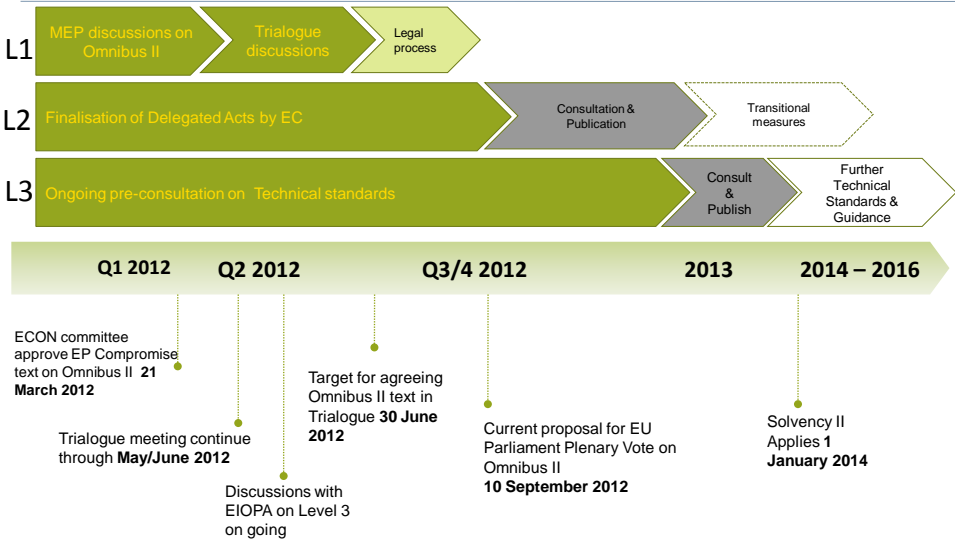 L1
MEP discussions on
Omnibus II
Trialogue
discussions
Legal
process
L2
Finalisation of Delegated Acts by EC
Consultation &
Publication
Transitional
measures
L3
Ongoing pre-consultation on Technical standards
Consult
&
Publish
Further
Technical
Standards &
Guidance
Q1 2012
Q2 2012
Q3/4 2012
2013
2014 – 2016
ECON committee
approve EP Compromise
text on Omnibus II 21
March 2012
Trialogue meeting continue
through May/June 2012
Discussions with
EIOPA on Level 3
on going
Target for agreeing
Omnibus II text in
Trialogue 30 June
2012
Current proposal for EU
Parliament Plenary Vote on
Omnibus II
10 September 2012
Solvency II
Applies 1
January 2014